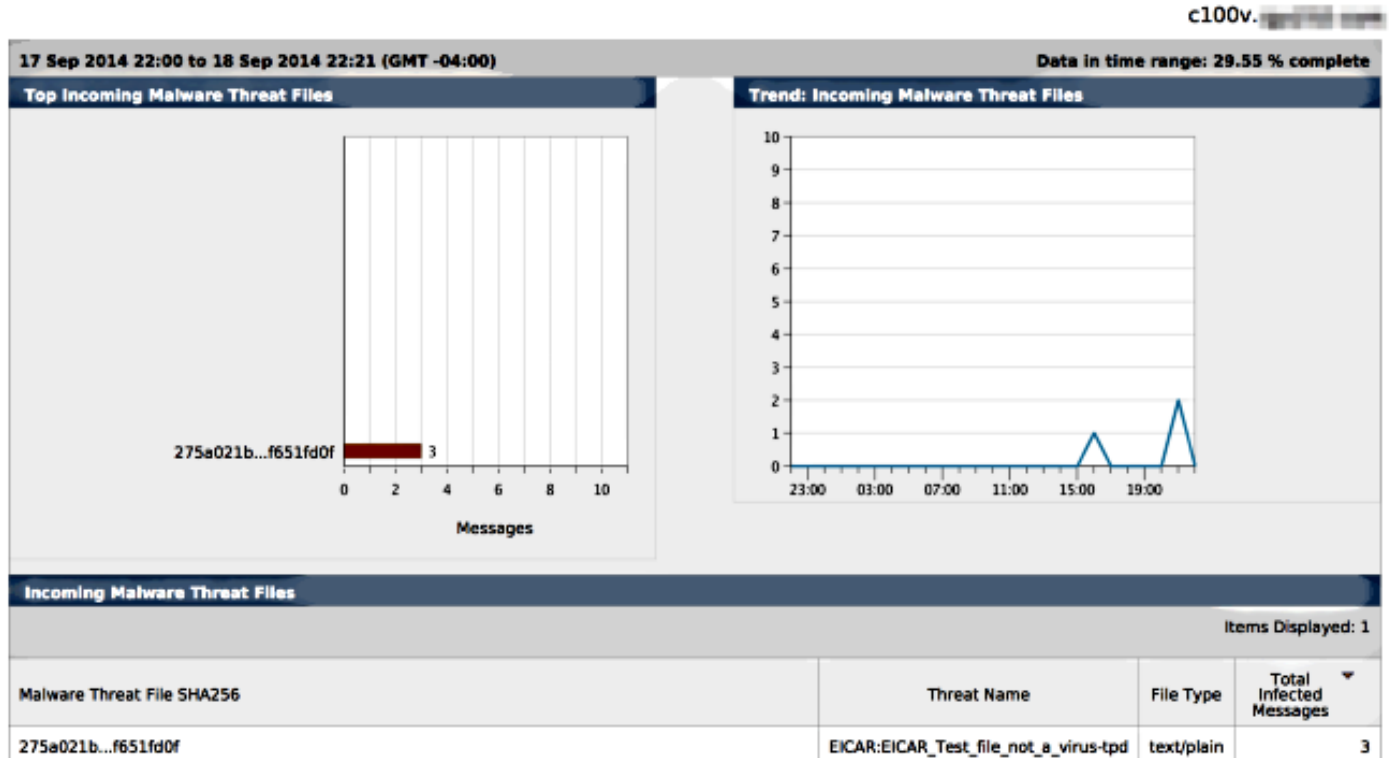 c100v.
17 Sep 2014 22:00 to 18 Sep 2014 22:21 (GMT -04:00) Data in time range: 29.55 % complete
Top Incoming Malware Threat Files
275a021b...f651fd0f 3
0 2 4 6 8 10
Messages
Trend: Incoming Malware Threat Files
10
9
8
7
6
5
4
3
2
1
0
23:00 03:00 07:00 11:00 15:00 19:00
Incoming Malware Threat Files
Items Displayed: 1
Malware Threat File SHA256 Threat Name File Type Total
Infected
Messages
275a021b...f651fd0f EICAR:EICAR_Test_file_not_a_virus-tpd text/plain 3